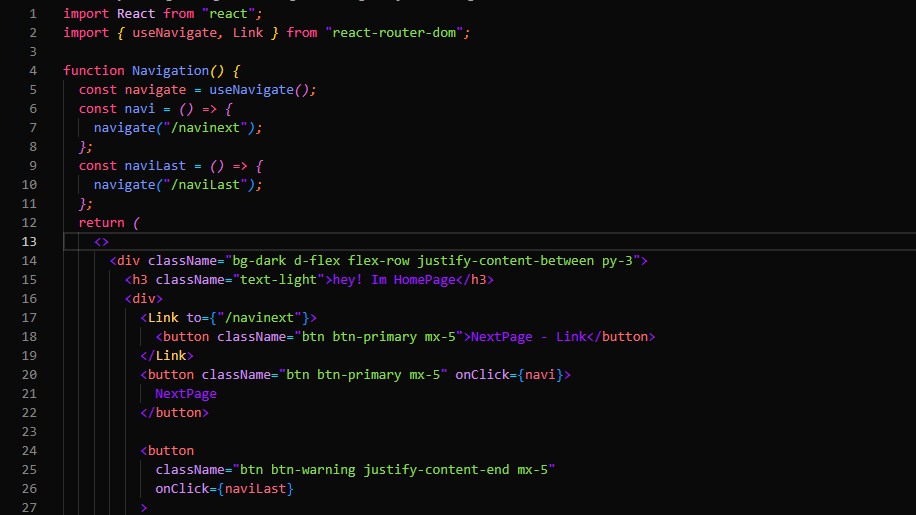 1 import React from "react";
2 import { useNavigate, Link } from "react-router-dom";
3
4 function Navigation() {
5 const navigate = useNavigate();
6 const navi = () => {
7 navigate("/navinext");
8 };
9 const naviLast = () => {
10 navigate("/naviLast");
11 };
12 return (
13 <>
14 <div className="bg-dark d-flex flex-row justify-content-between py-3">
15 <h3 className="text-light">hey! Im HomePage</h3>
16 <div>
17 <Link to={"/navinext"}>
18 <button className="btn btn-primary mx-5">NextPage - Link</button>
19 </Link>
20 <button className="btn btn-primary mx-5" onClick={navi}>
21 NextPage
22 </button>
23
24 <button
25 className="btn btn-warning justify-content-end mx-5"
26 onClick={naviLast}
27 >